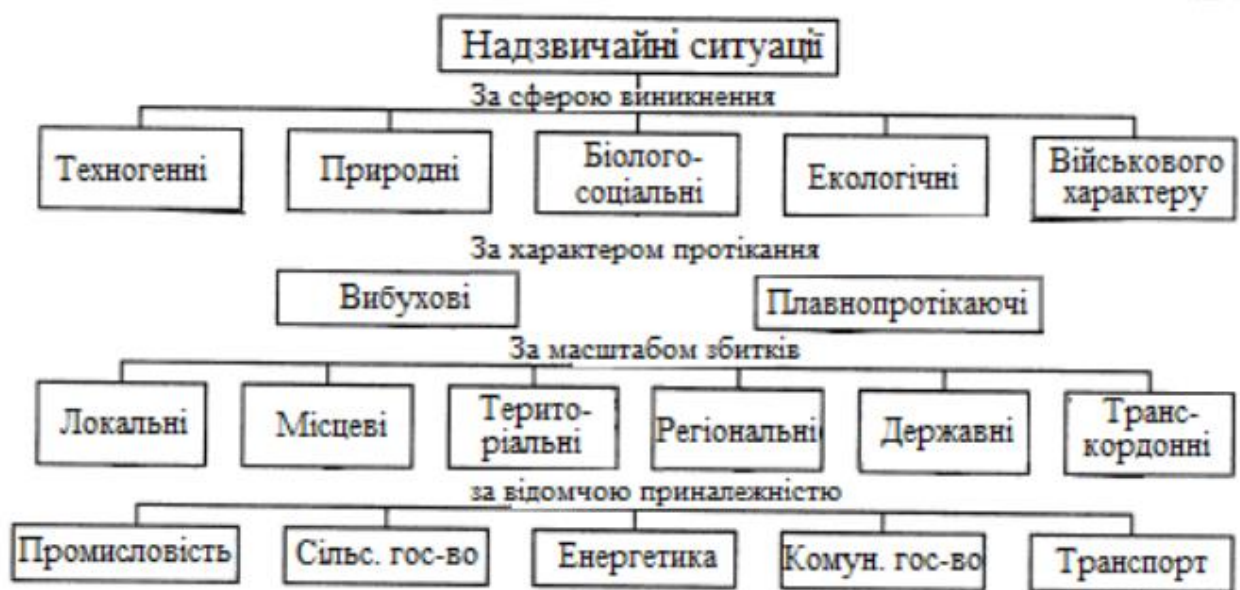 Надзвичайні ситуації
За сферою виникнення
Техногенні
Природні
Біолого-
соціальні
Екологічні
Військового
характеру
За характером протікання
Вибухові
Плавнопротікаючі
За масштабом збитків
Локальні
Місцеві
Терито-
ріальні
Регіональні
Державні
Транс-
кордонні
за відомчою приналежністю
Промисловість
Сільс. гос-во
Енергетика
Комун. гос-во
Транспорт